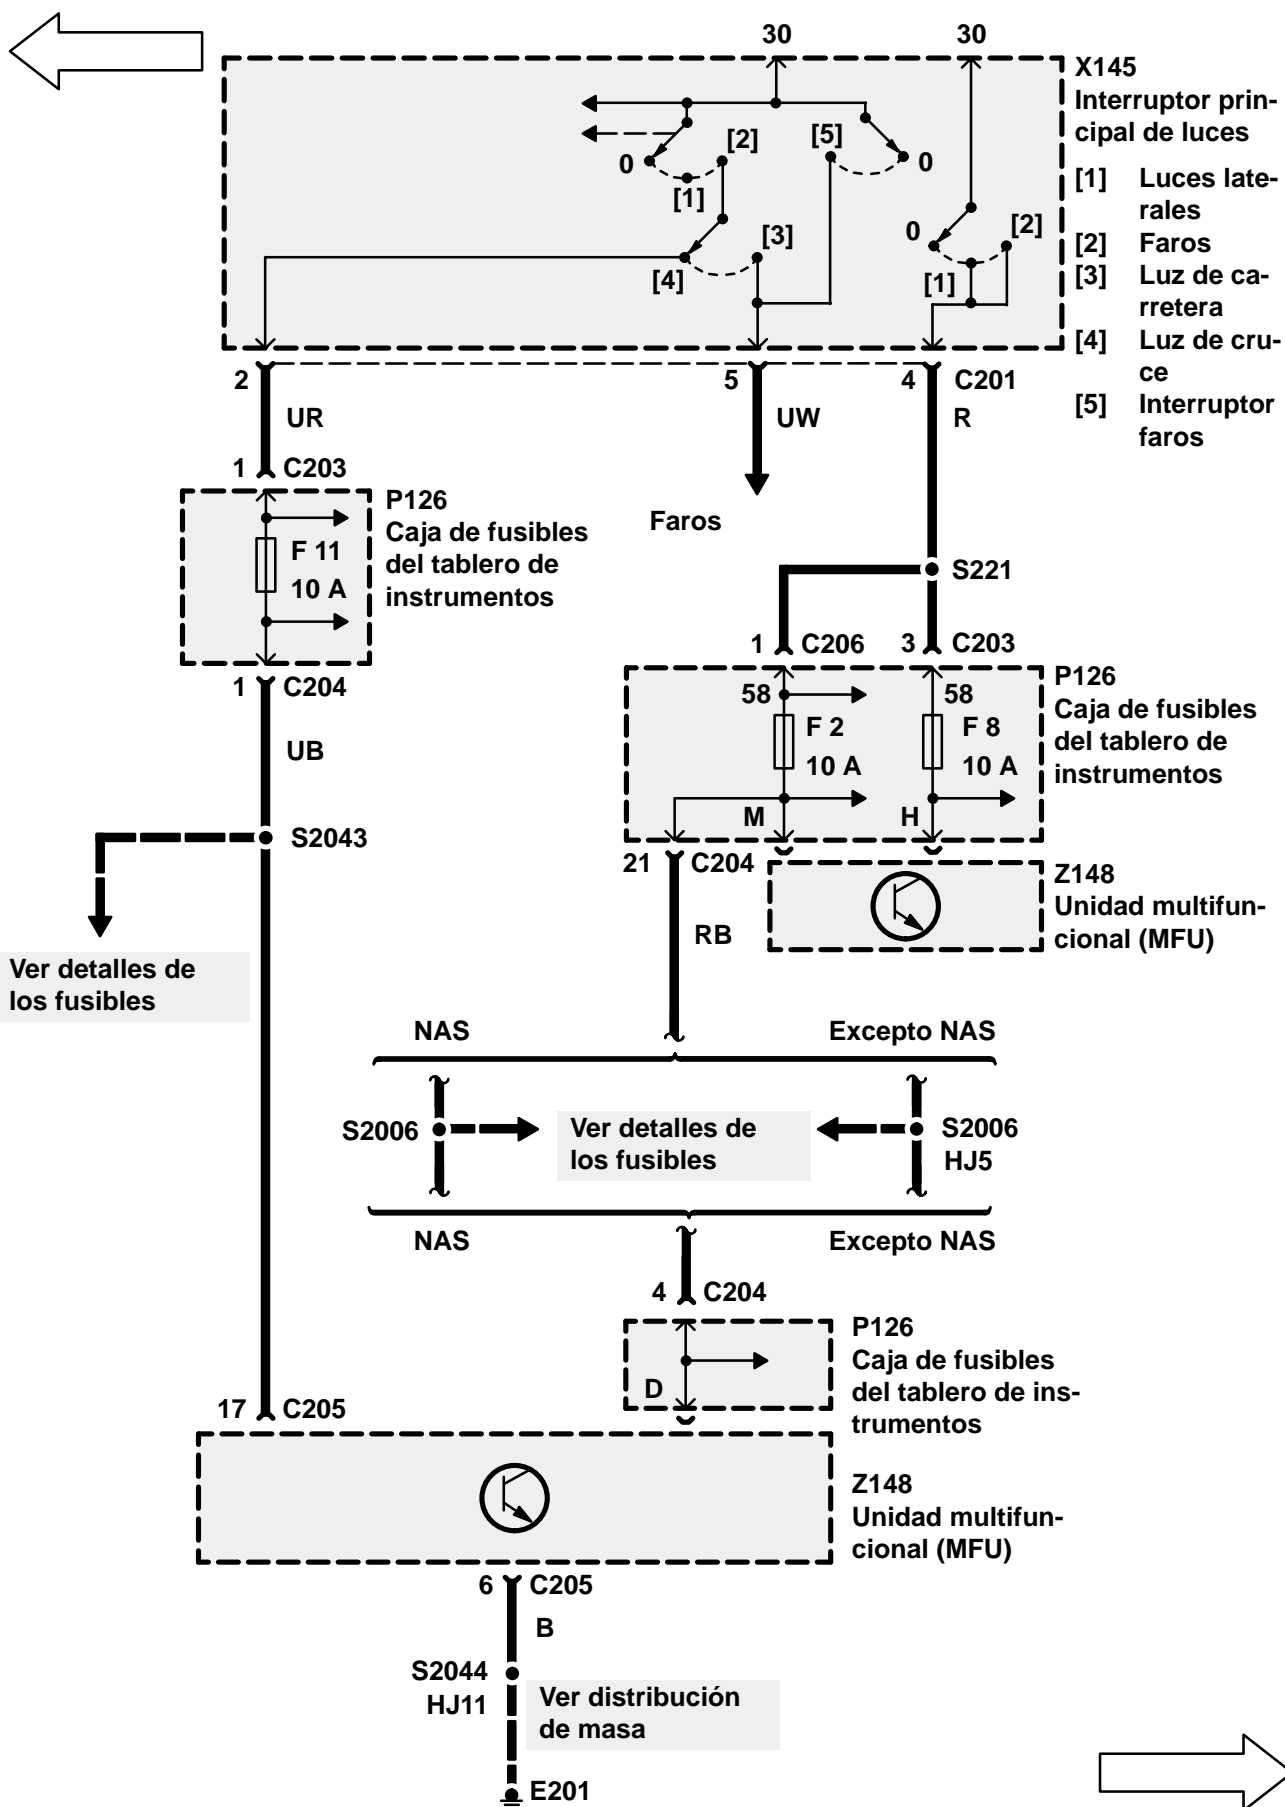 30
30
X145
Interruptor prin-
cipal de luces
[1] Luces late-
rales
[2] Faros
[3] Luz de ca-
rretera
[4] Luz de cru-
ce
[5] Interruptor
faros
[2]
[5]
0
0
[1]
[3]
[4]
0
[2]
[1]
2
5
4
C201
UR
UW
R
1
C203
P126
Caja de fusibles
del tablero de
instrumentos
F 11
10 A
Faros
S221
1
C206
3
C203
1
C204
58
58
F 2
10 A
F 8
10 A
M
H
P126
Caja de fusibles
del tablero de
instrumentos
UB
S2043
21
C204
Z148
Unidad multifun-
cional (MFU)
RB
Ver detalles de
los fusibles
NAS
Excepto NAS
S2006
Ver detalles de
los fusibles
S2006
HJ5
NAS
Excepto NAS
4
C204
P126
Caja de fusibles
del tablero de ins-
trumentos
D
17
C205
Z148
Unidad multifun-
cional (MFU)
6
C205
B
S2044
HJ11
Ver distribución
de masa
E201